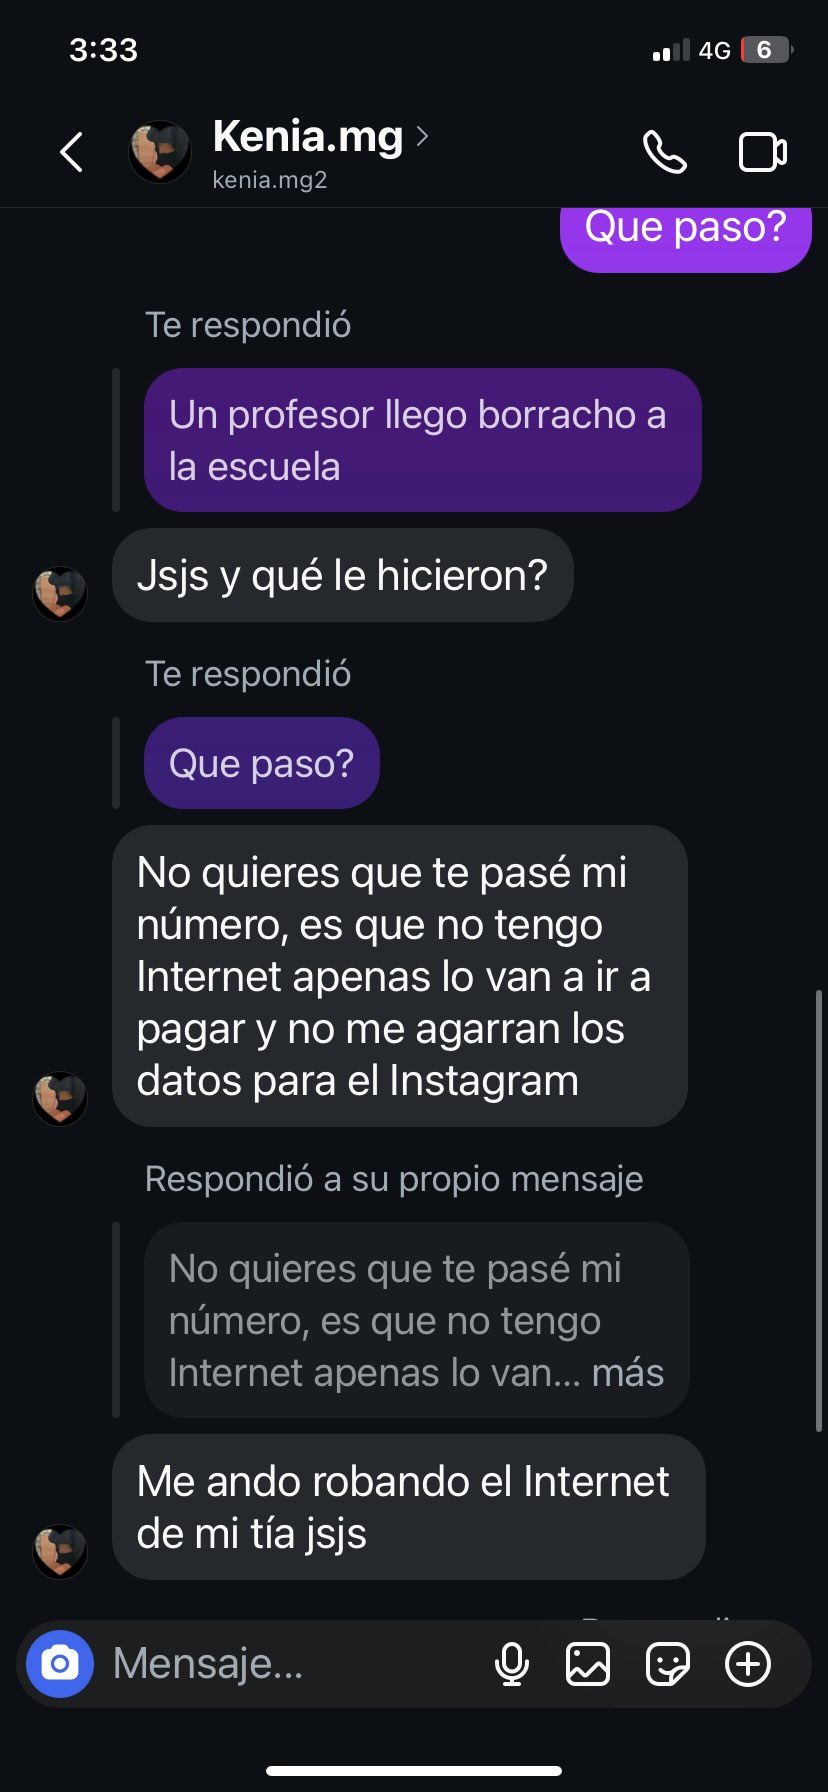 3:33
4G
6
Kenia.mg
kenia.mg2
Que paso?
Te respondió
Un profesor llego borracho a
la escuela
Jsjs y qué le hicieron?
Te respondió
Que paso?
No quieres que te pasé mi
número, es que no tengo
Internet apenas lo van a ir a
pagar y no me agarran los
datos para el Instagram
Respondió a su propio mensaje
No quieres que te pasé mi
número, es que no tengo
Internet apenas lo van... más
Me ando robando el Internet
de mi tía jsjs
Mensaje...